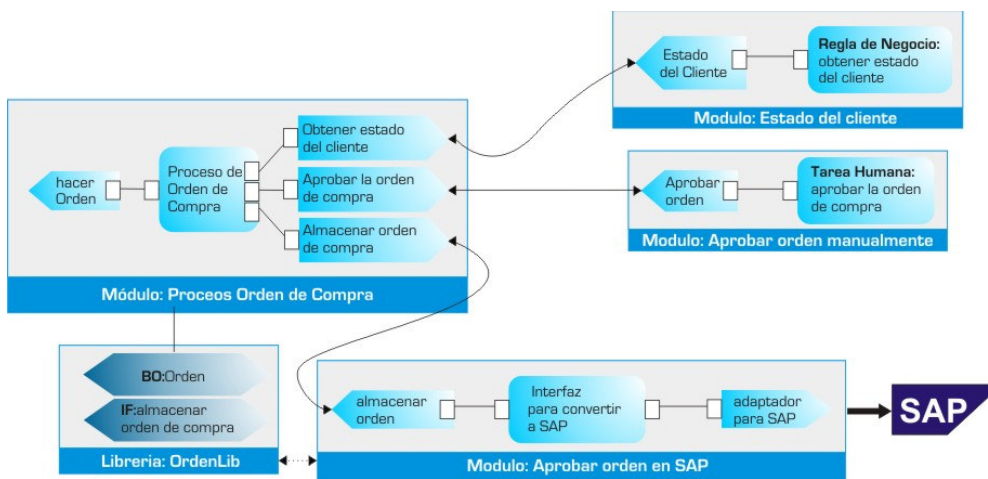 Estado
del Cliente
Regla de Negocio:
obtener estado
del cliente
Modulo: Estado del cliente
hacer
Orden
Proceso de
Orden de
Compra
Obtener estado
del cliente
Aprobar la orden
de compra
Almacenar orden
de compra
Módulo: Proceos Orden de Compra
Aprobar
orden
Tarea Humana:
aprobar la orden
de compra
Modulo: Aprobar orden manualmente
BO:Orden
IF:almacenar
orden de compra
Libreria: OrdenLib
almacenar
orden
Interfaz
para convertir
a SAP
adaptador
para SAP
Modulo: Aprobar orden en SAP
SAP